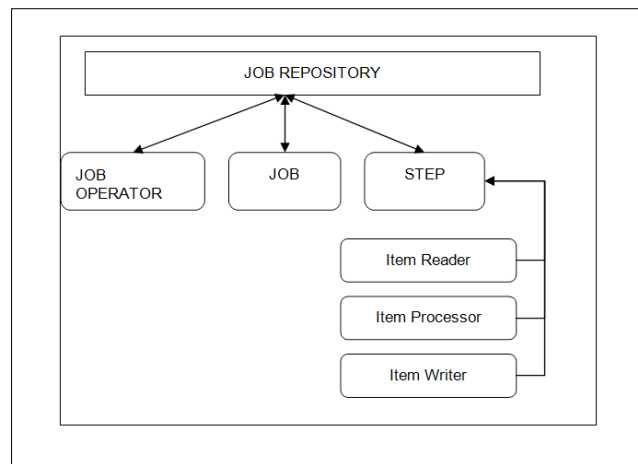 JOB REPOSITORY
JOB
OPERATOR
JOB
STEP
Item Reader
Item Processor
Item Writer